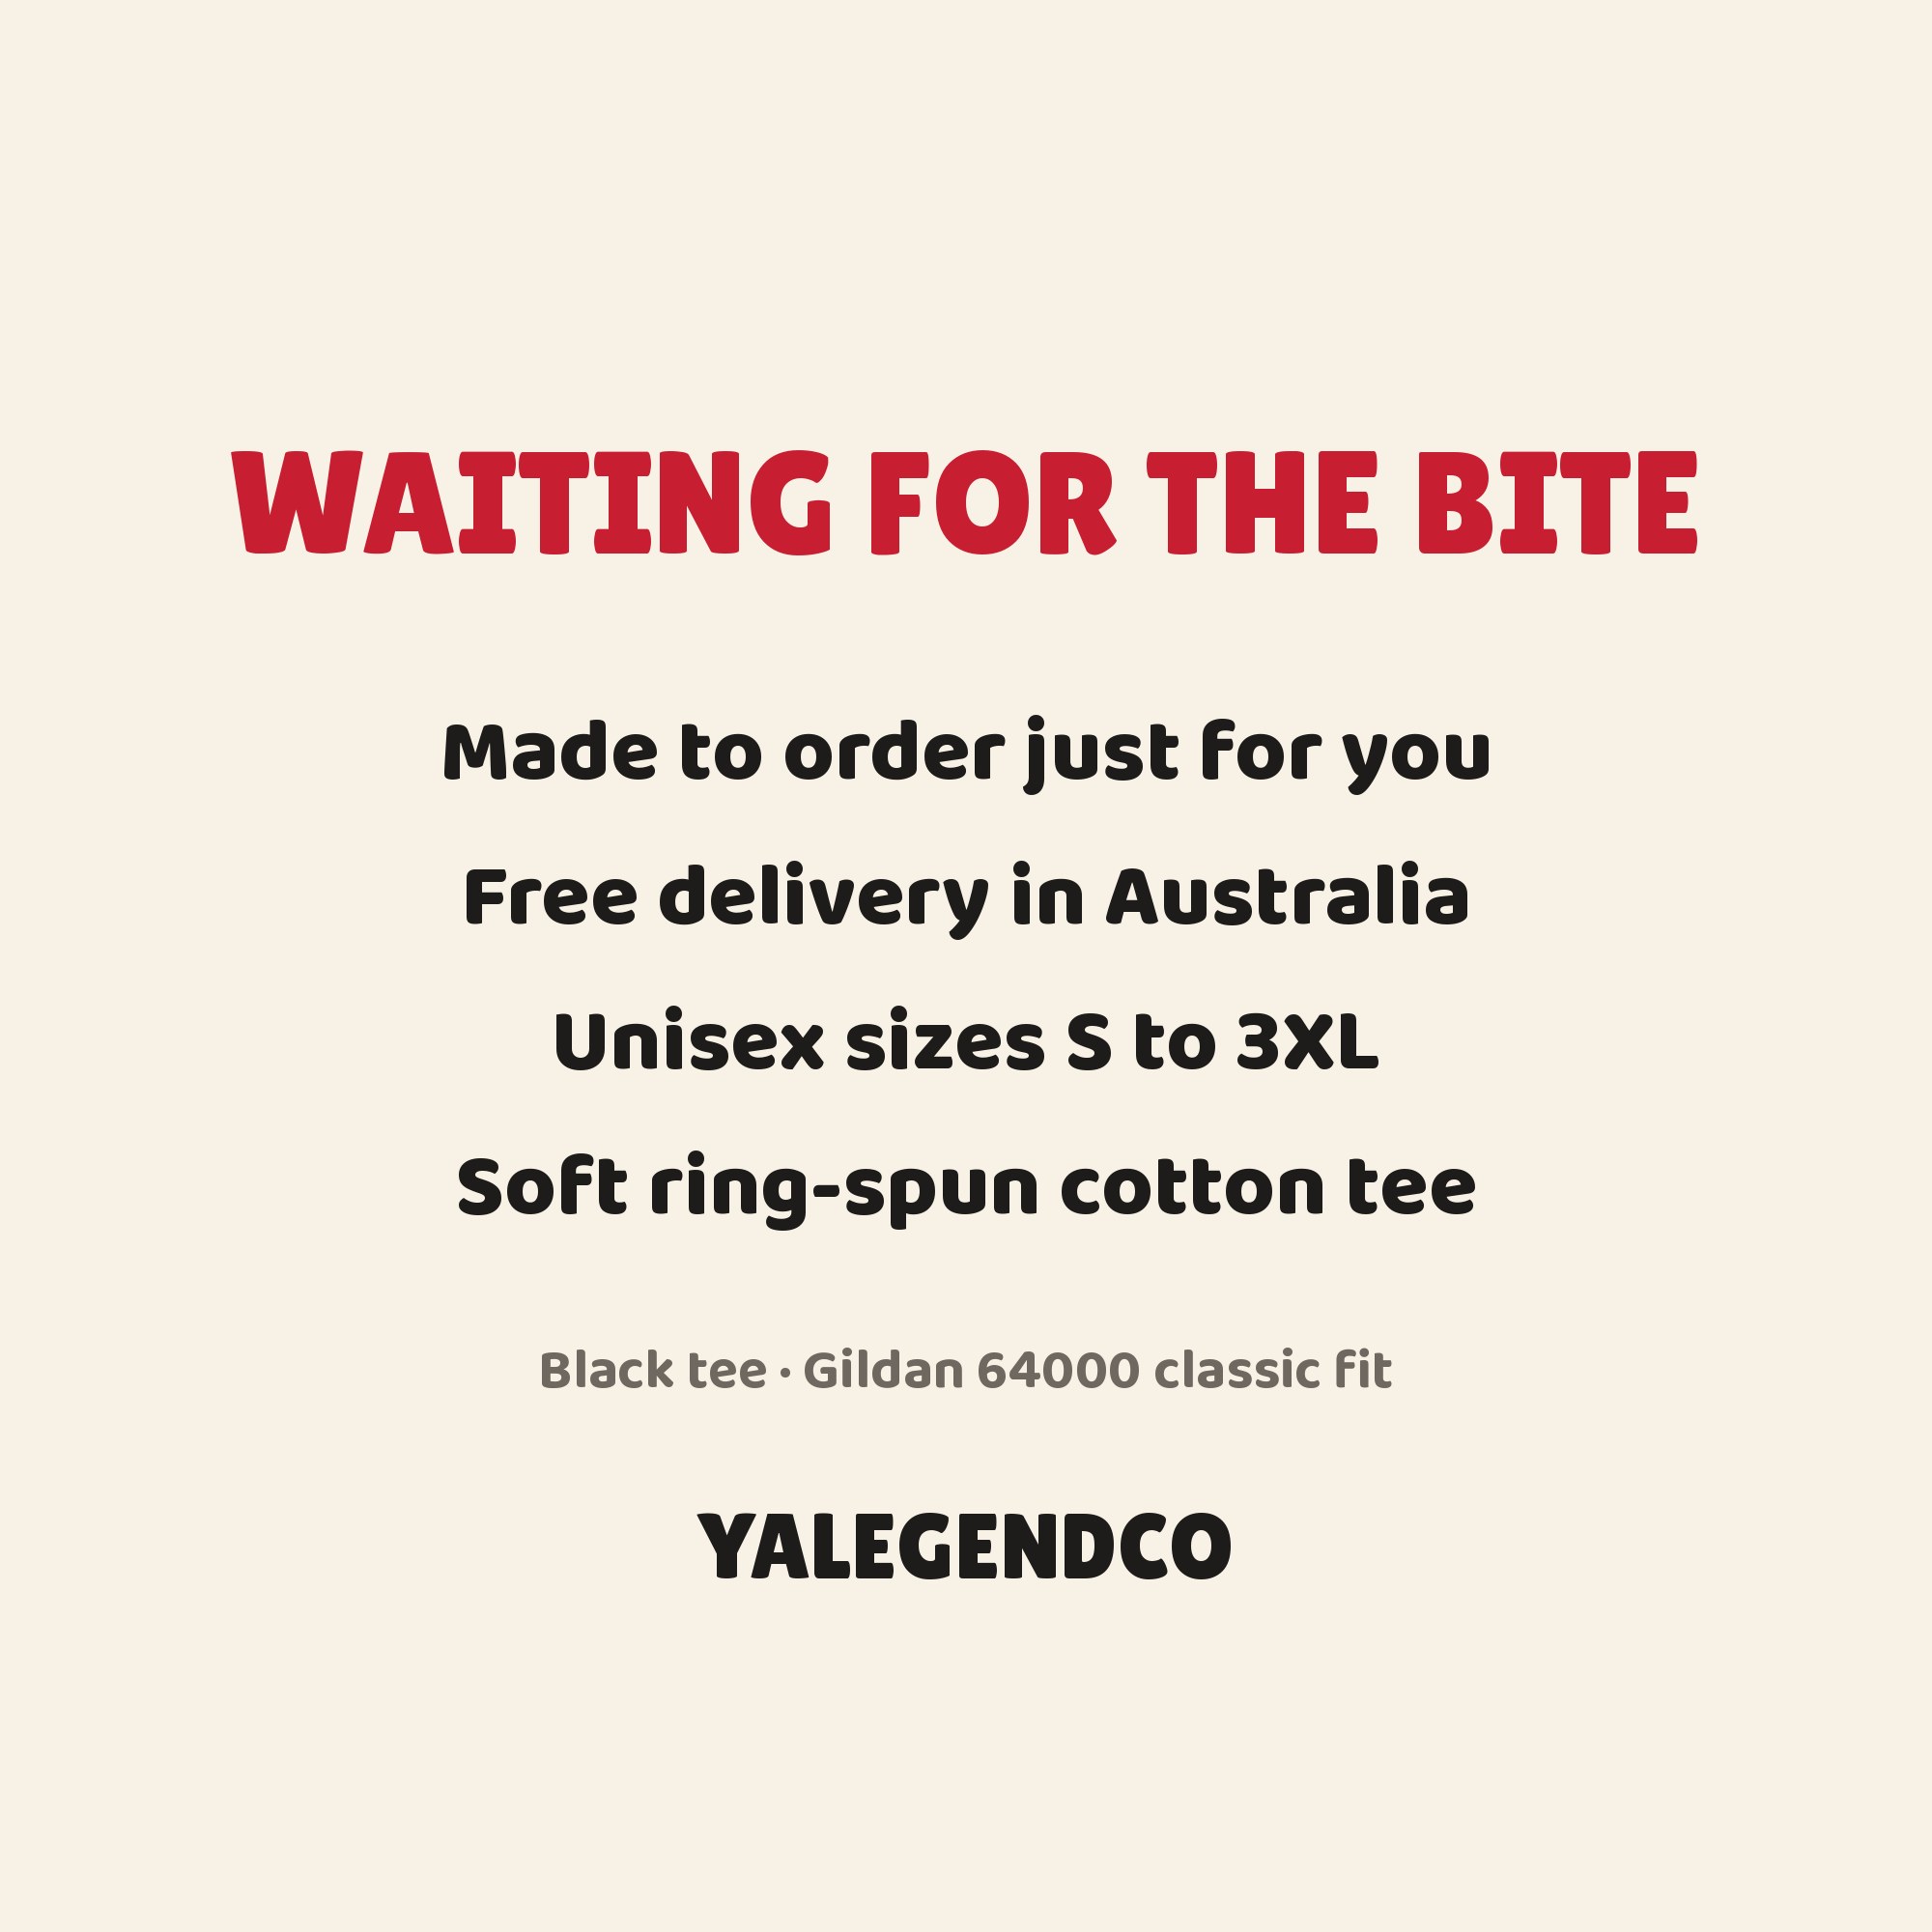 WAITING FOR THE BITE
Made to order just for you
Free delivery in Australia
Unisex sizes S to 3XL
Soft ring-spun cotton tee
Black tee • Gildan 64000 classic fit
YALEGENDCO